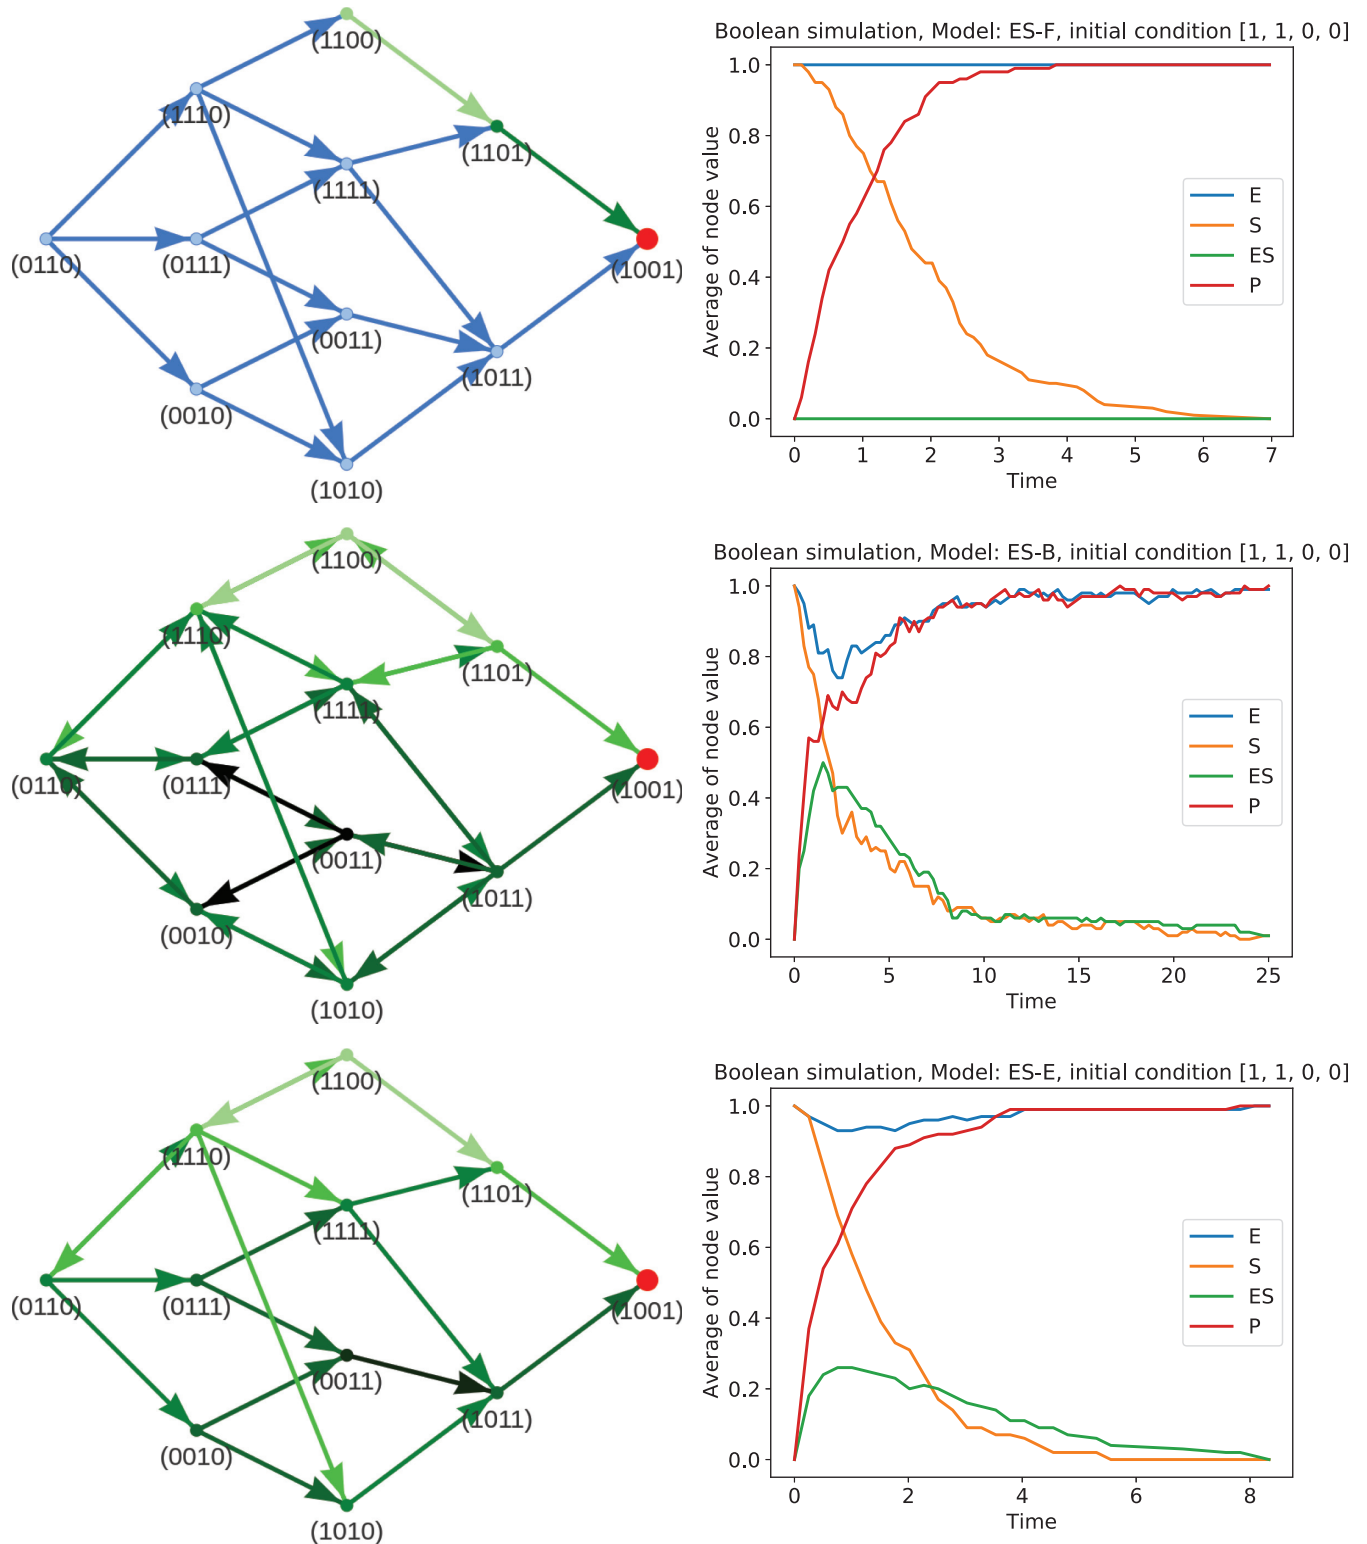 (1100)
(1110)
(1101)
(1111)
(0110)
(0111)
(1001)
(0011)
(1011)
(0010)
(1010)
Boolean simulation, Model: ES-F, initial condition [1, 1, 0, 0]
Average of node value
1.0
0.8
0.6
0.4
0.2
0.0
E
S
ES
P
0 1 2 3 4 5 6 7
Time
(1100)
(1110)
(1101)
(1111)
(0110)
(0111)
(1001)
(0011)
(1011)
(0010)
(1010)
Boolean simulation, Model: ES-B, initial condition [1, 1, 0, 0]
Average of node value
1.0
0.8
0.6
0.4
0.2
0.0
E
S
ES
P
0 5 10 15 20 25
Time
(1100)
(1110)
(1101)
(1111)
(0110)
(0111)
(1001)
(0011)
(1011)
(0010)
(1010)
Boolean simulation, Model: ES-E, initial condition [1, 1, 0, 0]
Average of node value
1.0
0.8
0.6
0.4
0.2
0.0
E
S
ES
P
0 2 4 6 8
Time